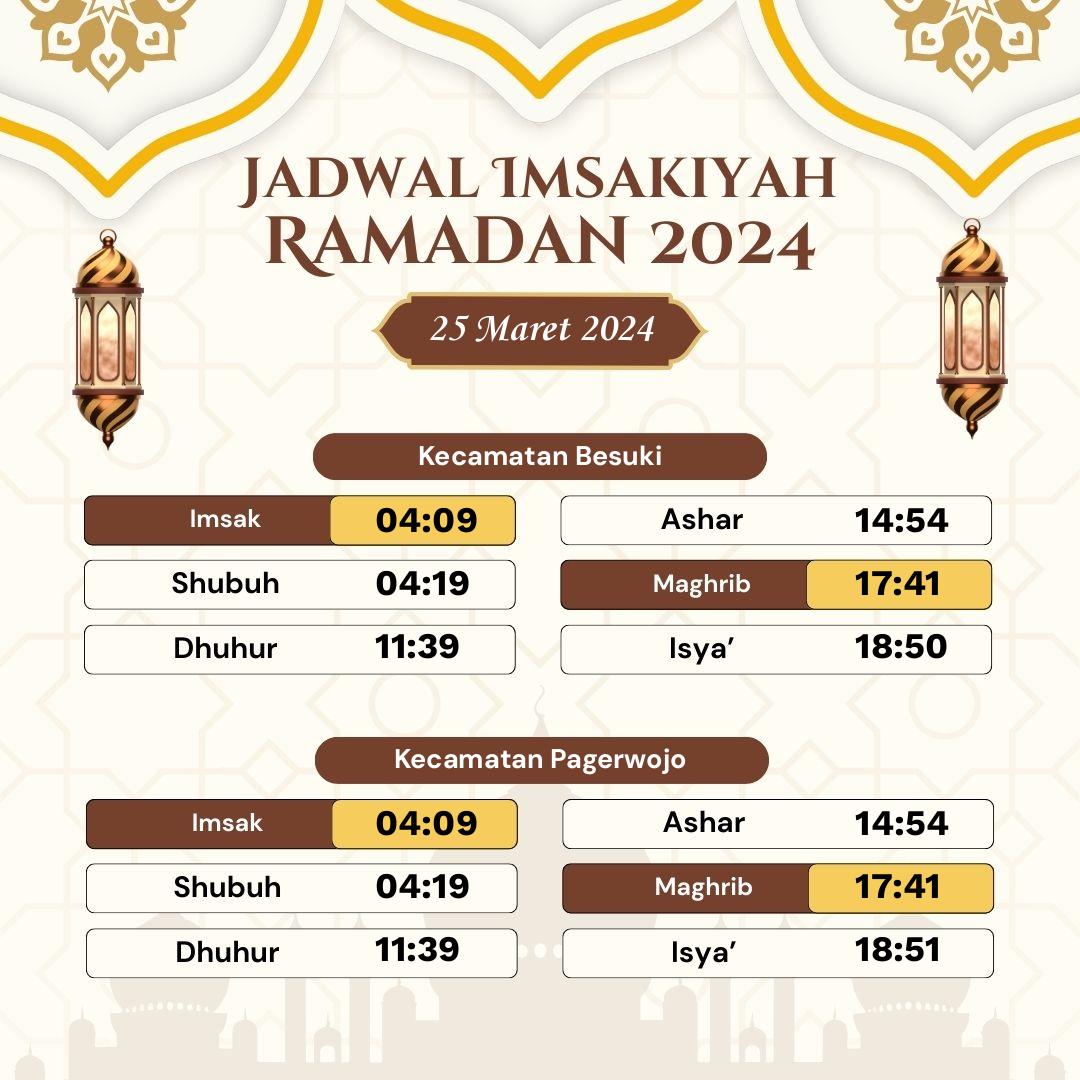 Jadwal Imsakiyah
Ramadan 2024
25 Maret 2024
Kecamatan Besuki
Imsak 04:09
Shubuh 04:19
Dhuhur 11:39
Ashar 14:54
Maghrib 17:41
Isya’ 18:50
Kecamatan Pagerwojo
Imsak 04:09
Shubuh 04:19
Dhuhur 11:39
Ashar 14:54
Maghrib 17:41
Isya’ 18:51